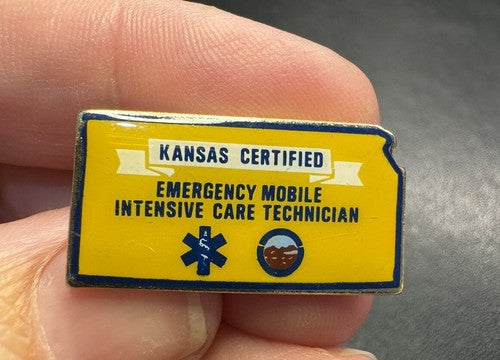 KANSAS CERTIFIED
EMERGENCY MOBILE
INTENSIVE CARE TECHNICIAN